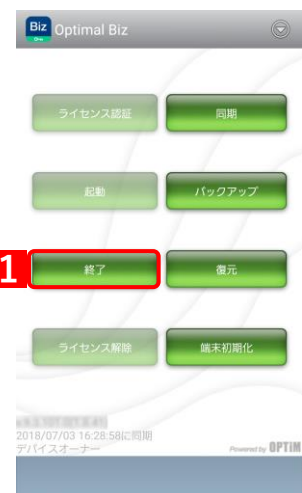 Biz Optimal Biz
ライセンス認証 同期
起動 バックアップ
1 終了 復元
ライセンス解除 端末初期化
2018/07/03 16:28:58に同期
デバイスオーナー Powered by OPTiM